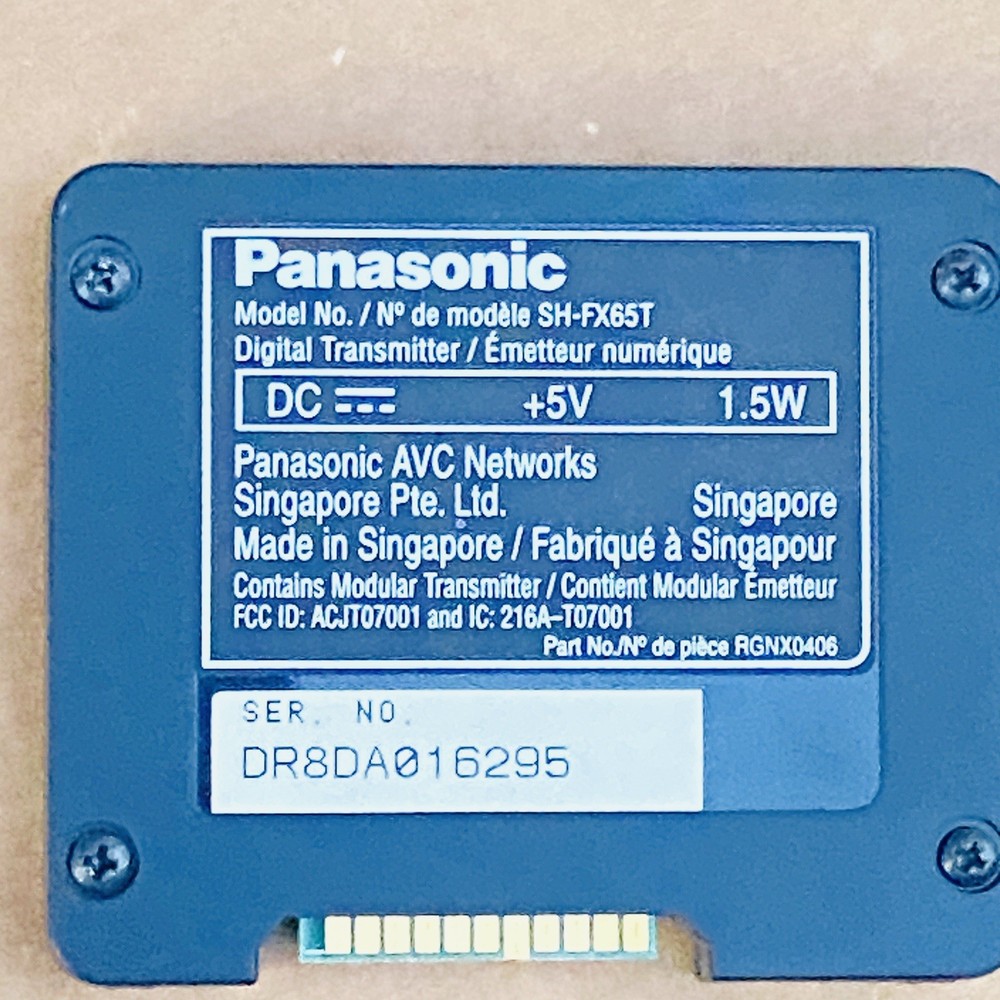 Panasonic
Model No. / Nº de modèle SH-FX65T
Digital Transmitter / Émetteur numérique
DC +5V 1.5W
Panasonic AVC Networks
Singapore Pte. Ltd. Singapore
Made in Singapore / Fabriqué à Singapour
Contains Modular Transmitter / Contient Modular Émetteur
FCC ID: ACJT07001 and IC: 216A-T07001
Part No./Nº de pièce RGNX0406
SER. NO.
DR8DA016295